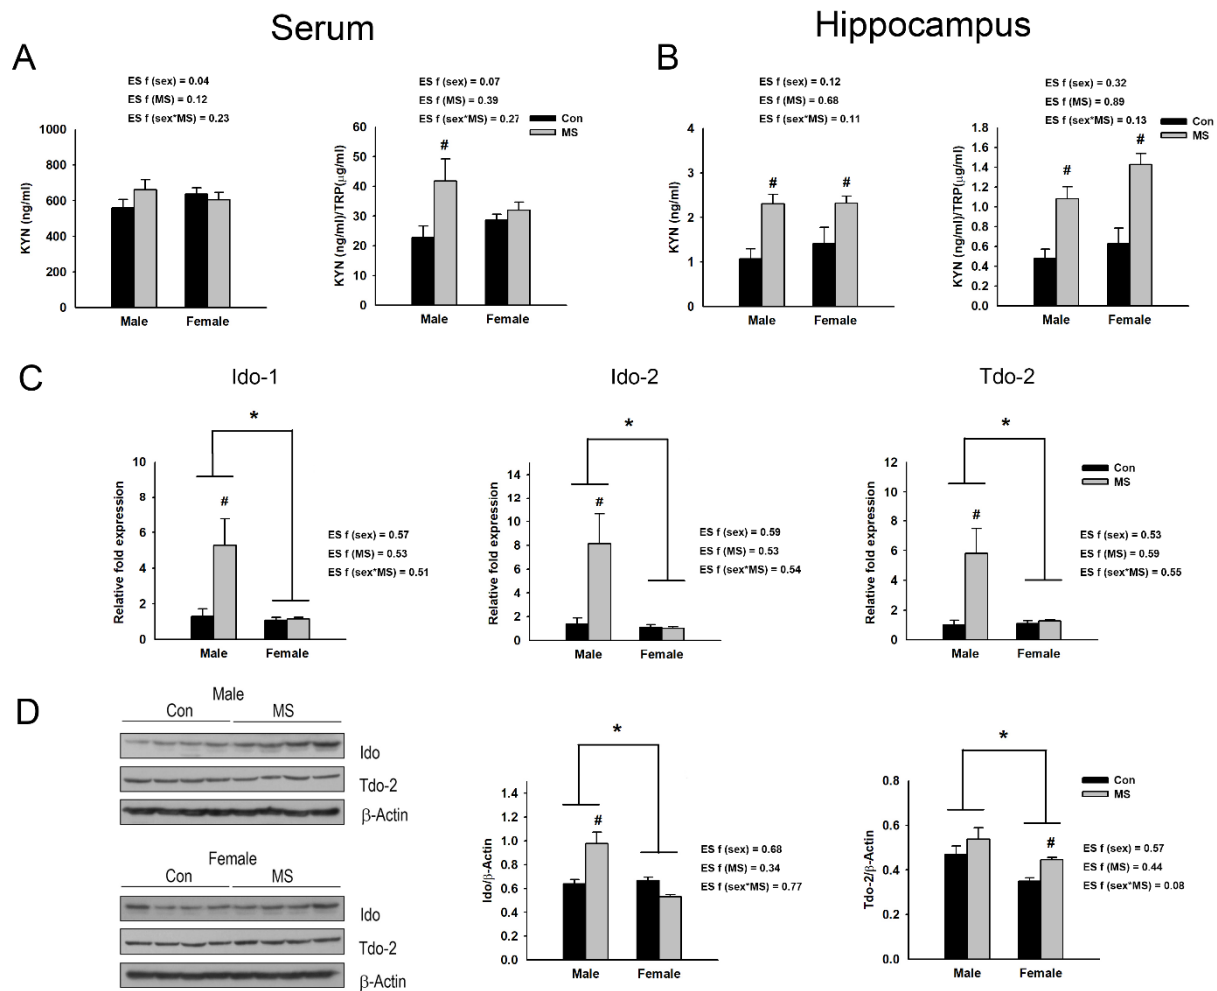 Serum
Hippocampus
A
ES f (sex) = 0.04
ES f (MS) = 0.12
ES f (sex*MS) = 0.23
KYN (ng/ml)
1000
800
600
400
200
0
Male Female
ES f (sex) = 0.07
ES f (MS) = 0.39
ES f (sex*MS) = 0.27
Con
MS
KYN (ng/ml)/TRP(μg/ml)
60
50
40
30
20
10
0
#
Male Female
B
ES f (sex) = 0.12
ES f (MS) = 0.68
ES f (sex*MS) = 0.11
KYN (ng/ml)
4
3
2
1
0
# #
Male Female
ES f (sex) = 0.32
ES f (MS) = 0.89
ES f (sex*MS) = 0.13
Con
MS
KYN (ng/ml)/TRP(μg/ml)
1.8
1.6
1.4
1.2
1.0
0.8
0.6
0.4
0.2
0.0
# #
Male Female
C
Ido-1
*
Relative fold expression
10
8
6
4
2
0
#
Male Female
ES f (sex) = 0.57
ES f (MS) = 0.53
ES f (sex*MS) = 0.51
Ido-2
*
Relative fold expression
14
12
10
8
6
4
2
0
#
Male Female
ES f (sex) = 0.59
ES f (MS) = 0.53
ES f (sex*MS) = 0.54
Tdo-2
*
Relative fold expression
12
10
8
6
4
2
0
#
Male Female
Con
MS
ES f (sex) = 0.53
ES f (MS) = 0.59
ES f (sex*MS) = 0.55
D
Male
Con MS
Ido
Tdo-2
β-Actin
Female
Con MS
Ido
Tdo-2
β-Actin
*
Ido/β-Actin
1.4
1.2
1.0
0.8
0.6
0.4
0.2
0.0
#
Male Female
ES f (sex) = 0.68
ES f (MS) = 0.34
ES f (sex*MS) = 0.77
*
Tdo-2/β-Actin
0.8
0.6
0.4
0.2
0.0
#
Male Female
Con
MS
ES f (sex) = 0.57
ES f (MS) = 0.44
ES f (sex*MS) = 0.08